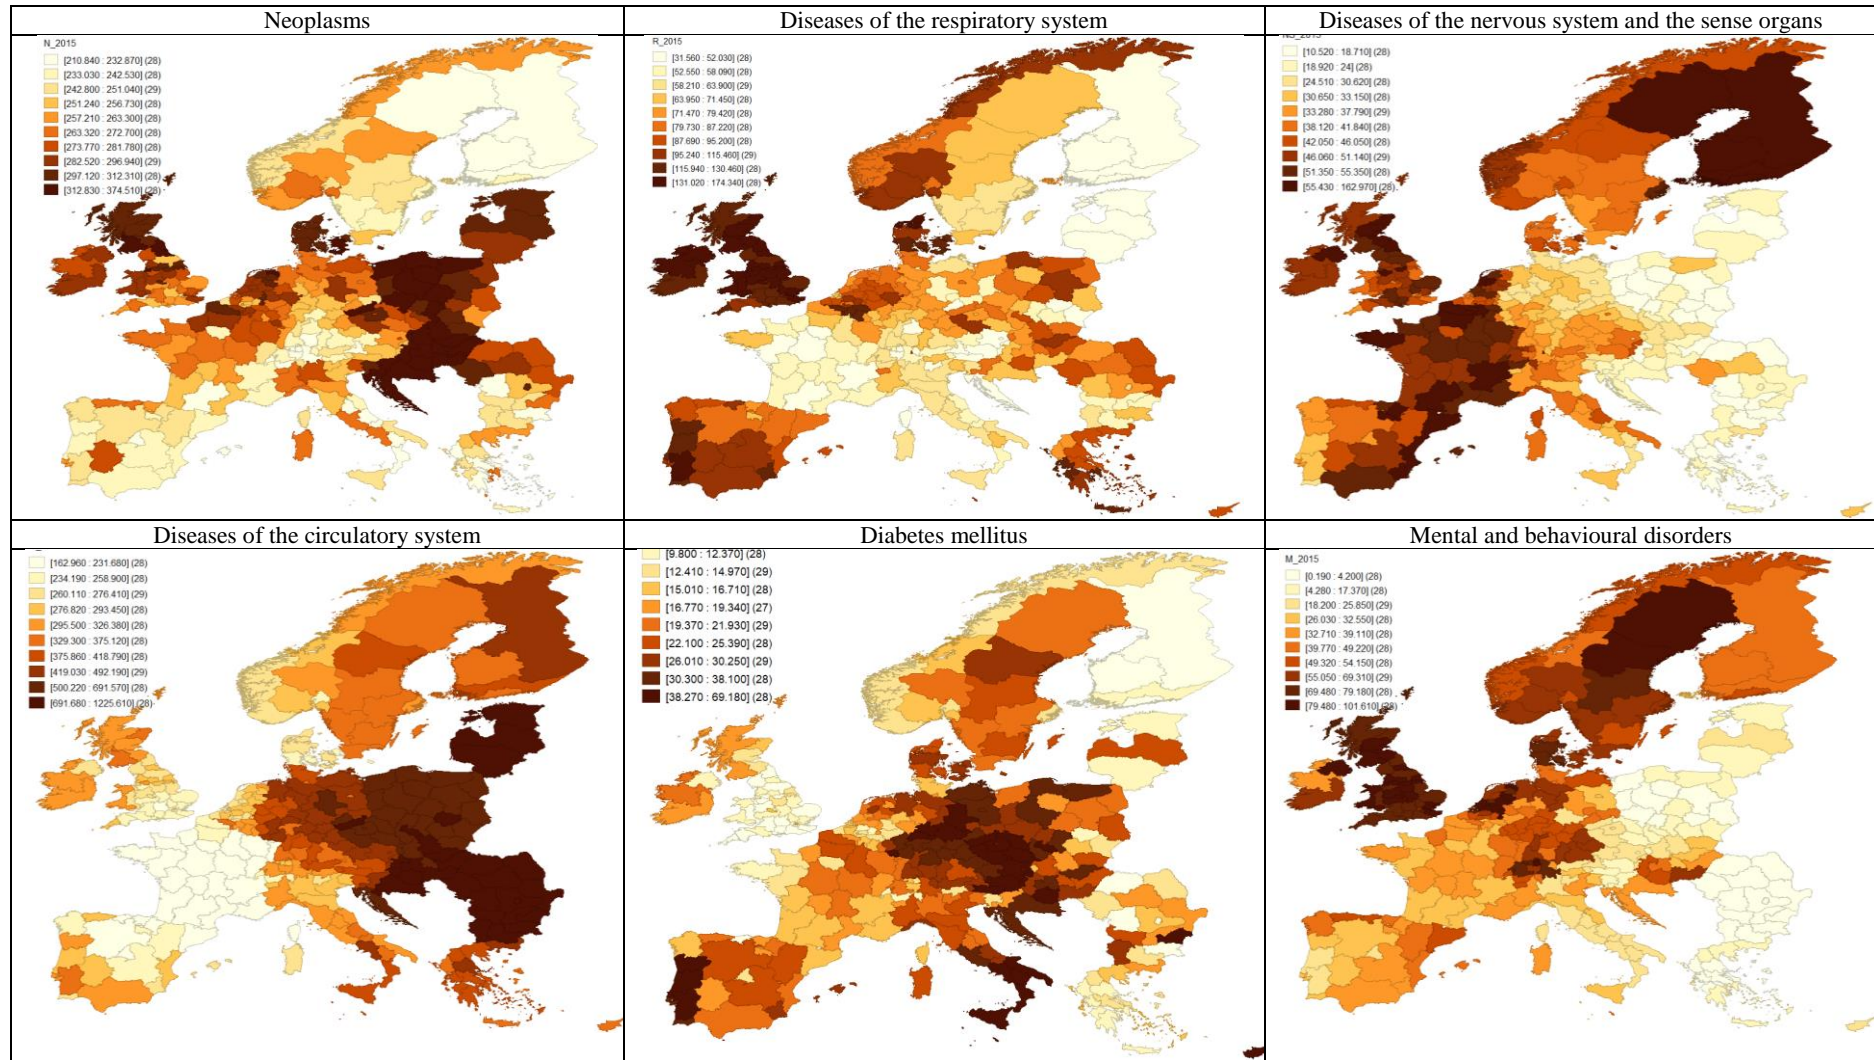 Neoplasms
N_2015
[210.840 : 232.870] (28)
[233.030 : 242.530] (28)
[242.800 : 251.040] (29)
[251.240 : 256.730] (28)
[257.210 : 263.300] (28)
[263.320 : 272.700] (28)
[273.770 : 281.780] (28)
[282.520 : 296.940] (29)
[297.120 : 312.310] (28)
[312.830 : 374.510] (28)
Diseases of the respiratory system
R_2015
[31.560 : 52.030] (28)
[52.550 : 58.090] (28)
[58.210 : 63.900] (29)
[63.950 : 71.450] (28)
[71.470 : 79.420] (28)
[79.730 : 87.220] (28)
[87.690 : 95.200] (28)
[95.240 : 115.460] (29)
[115.940 : 130.460] (28)
[131.020 : 174.340] (28)
Diseases of the nervous system and the sense organs
[10.520 : 18.710] (28)
[18.920 : 24] (28)
[24.510 : 30.620] (28)
[30.650 : 33.150] (28)
[33.280 : 37.790] (29)
[38.120 : 41.840] (28)
[42.050 : 46.050] (28)
[46.060 : 51.140] (29)
[51.350 : 55.350] (28)
[55.430 : 162.970] (28)
Diseases of the circulatory system
[162.960 : 231.680] (28)
[234.190 : 258.900] (28)
[260.110 : 276.410] (29)
[276.820 : 293.450] (28)
[295.500 : 326.380] (28)
[329.300 : 375.120] (28)
[375.860 : 418.790] (28)
[419.030 : 492.190] (29)
[500.220 : 691.570] (28)
[691.680 : 1225.610] (28)
Diabetes mellitus
[9.800 : 12.370] (28)
[12.410 : 14.970] (29)
[15.010 : 16.710] (28)
[16.770 : 19.340] (27)
[19.370 : 21.930] (29)
[22.100 : 25.390] (28)
[26.010 : 30.250] (29)
[30.300 : 38.100] (28)
[38.270 : 69.180] (28)
Mental and behavioural disorders
M_2015
[0.190 : 4.200] (28)
[4.280 : 17.370] (28)
[18.200 : 25.850] (29)
[26.030 : 32.550] (28)
[32.710 : 39.110] (28)
[39.770 : 49.220] (28)
[49.320 : 54.150] (28)
[55.050 : 69.310] (29)
[69.480 : 79.180] (28)
[79.480 : 101.610] (28)